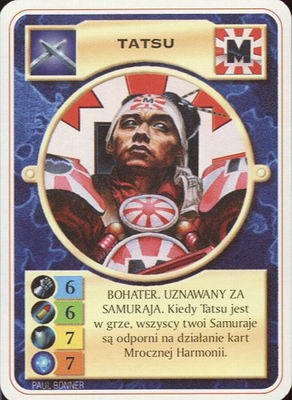 TATSU
M
M
6
6
7
7
BOHATER. UZNAWANY ZA
SAMURAJA. Kiedy Tatsu jest
w grze, wszyscy twoi Samuraje
są odporni na działanie kart
Mrocznej Harmonii.
PAUL BONNER